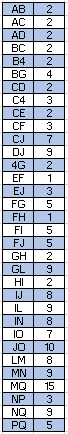 AB 2
AC 2
AD 2
BC 2
B4 2
BG 4
CD 2
C4 3
CE 2
CF 3
CJ 7
DJ 9
4G 2
EF 1
EJ 3
FG 5
FH 1
FI 5
FJ 5
GH 2
GL 9
HI 2
IJ 8
IL 9
IN 8
IO 7
JO 10
LM 8
MN 9
MQ 15
NP 3
NQ 9
PQ 5